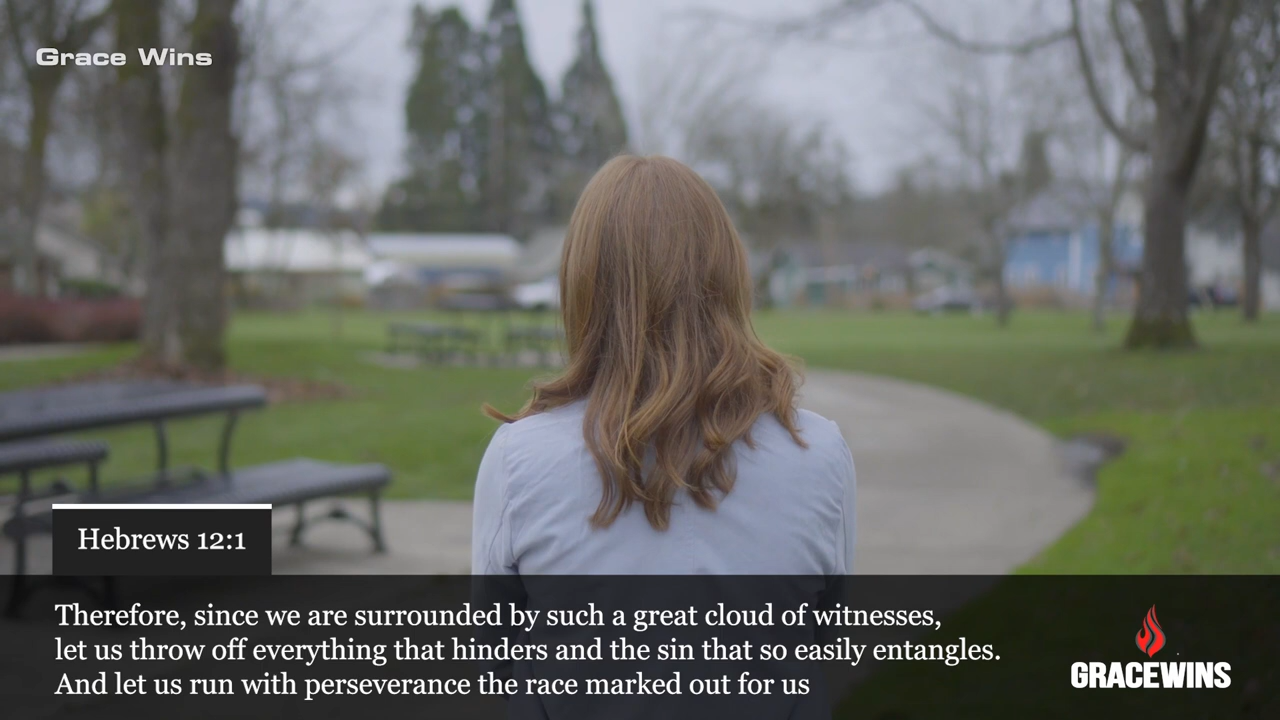 Grace Wins
Hebrews 12:1
Therefore, since we are surrounded by such a great cloud of witnesses,
let us throw off everything that hinders and the sin that so easily entangles.
And let us run with perseverance the race marked out for us
GRACEWINS